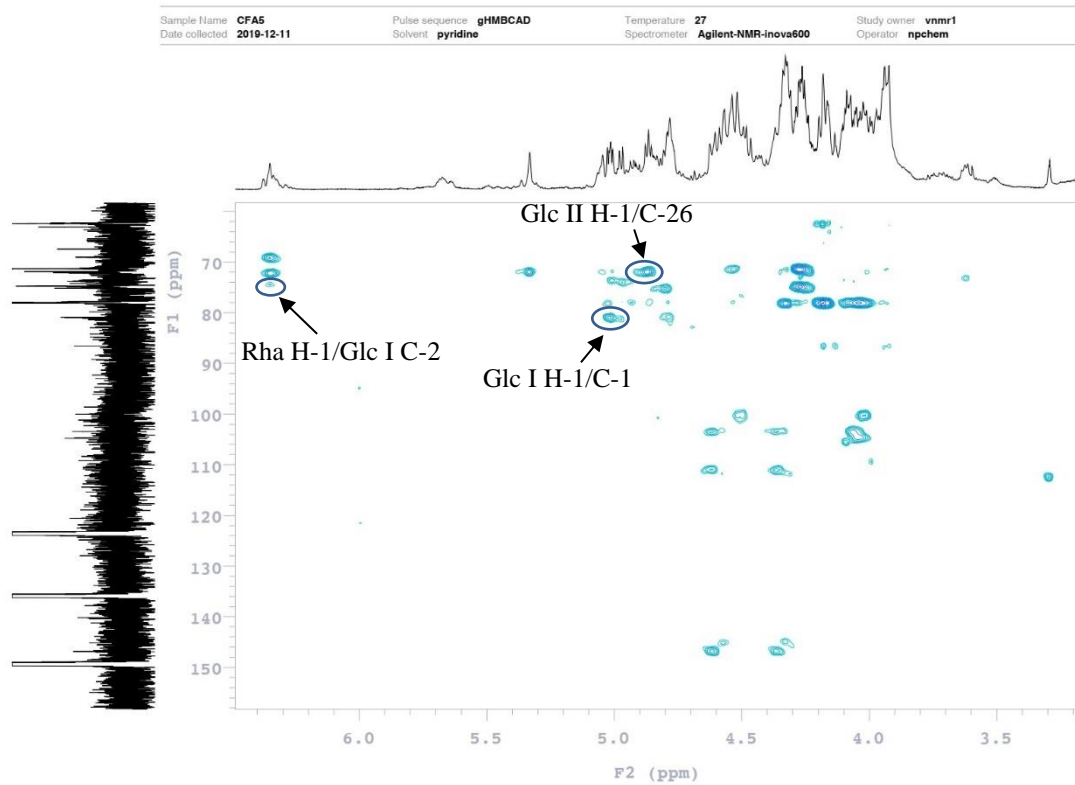 Sample Name CFA5 Pulse sequence gHMBCAD Temperature 27 Study owner vnmr1
Date collected 2019-12-11 Solvent pyridine Spectrometer Agilent-NMR-inova600 Operator npchem
Glc II H-1/C-26
Rha H-1/Glc I C-2
Glc I H-1/C-1
F1 (ppm)
70
80
90
100
110
120
130
140
150
6.0 5.5 5.0 4.5 4.0 3.5
F2 (ppm)